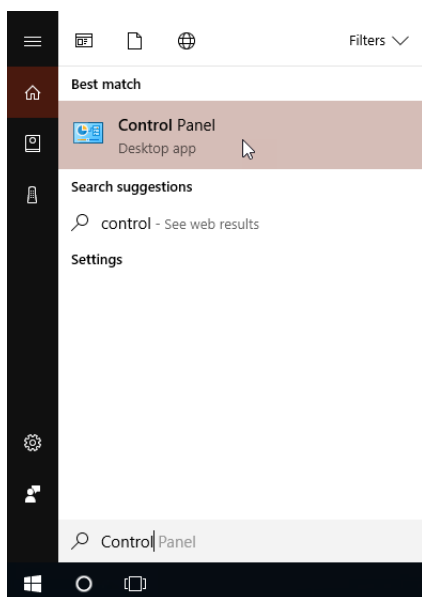 Filters
Best match
Control Panel
Desktop app
Search suggestions
control - See web results
Settings
Control Panel